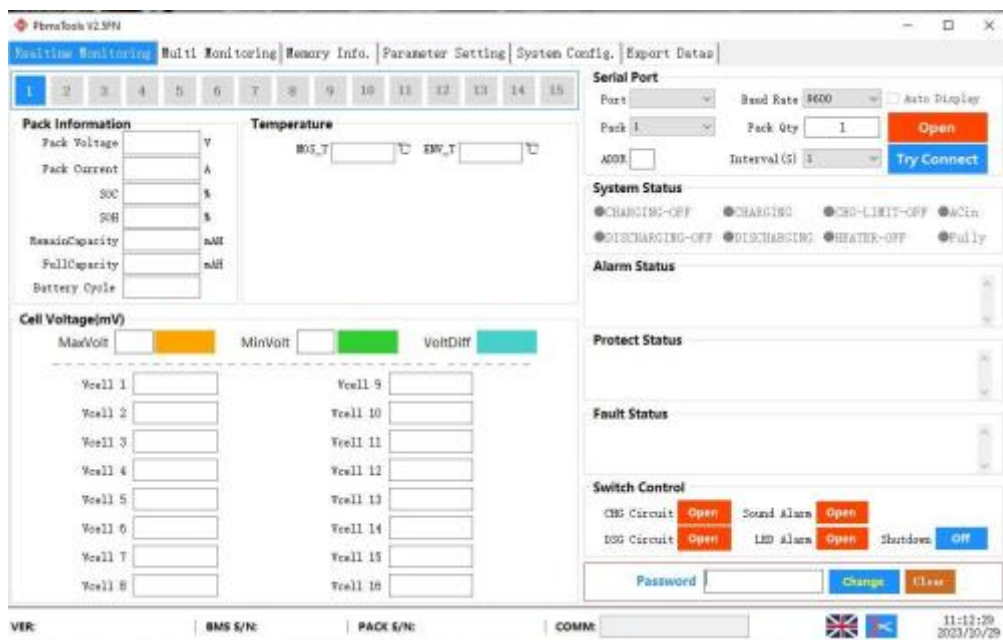 PbmsTools V2.5FN
Realtime Monitoring Multi Monitoring Memory Info. Parameter Setting System Config. Export Datas
1 2 3 4 5 6 7 8 9 10 11 12 13 14 15
Pack Information
Pack Voltage V
Pack Current A
SOC %
SOH %
RemainCapacity mAH
FullCapacity mAH
Battery Cycle
Temperature
MOS_T ℃ ENV_T ℃
Cell Voltage(mV)
MaxVolt MinVolt VoltDiff
Vcell 1 Vcell 9
Vcell 2 Vcell 10
Vcell 3 Vcell 11
Vcell 4 Vcell 12
Vcell 5 Vcell 13
Vcell 6 Vcell 14
Vcell 7 Vcell 15
Vcell 8 Vcell 16
Serial Port
Port Baud Rate 9600 Auto Display
Pack 1 Pack Qty 1 Open
ADDR Interval(S) Try Connect
System Status
CHARGING-OFF CHARGING CHG-LIMIT-OFF ACin
DISCHARGING-OFF DISCHARGING HEATER-OFF Fully
Alarm Status
Protect Status
Fault Status
Switch Control
CHG Circuit Open Sound Alarm Open
DSG Circuit Open LED Alarm Open Shutdown Off
Password Change Clear
VER: BMS S/N: PACK S/N: COMM:
11:12:29
2023/10/29